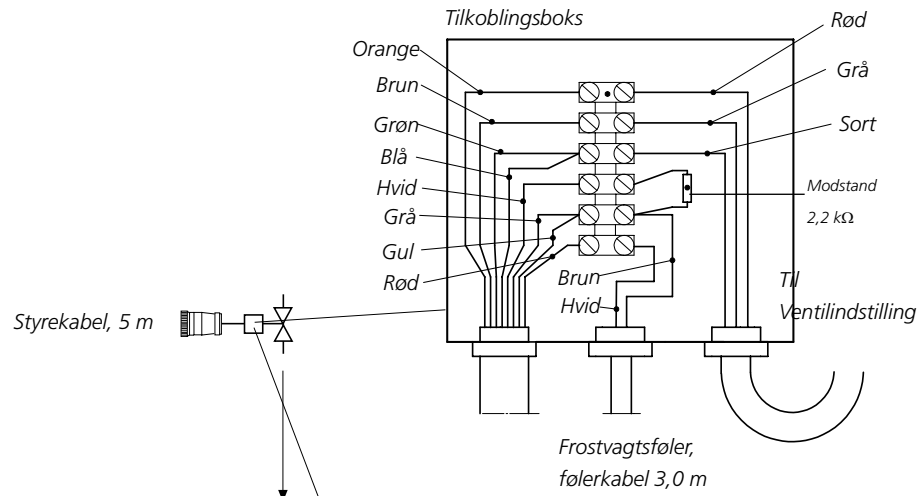 Tilkoblingsboks
Orange
Brun
Grøn
Blå
Hvid
Grå
Gul
Rød
Rød
Grå
Sort
Modstand
2,2 kΩ
Brun
Hvid
Til
Ventilindstilling
Styrekabel, 5 m
Frostvagtsføler,
følerkabel 3,0 m